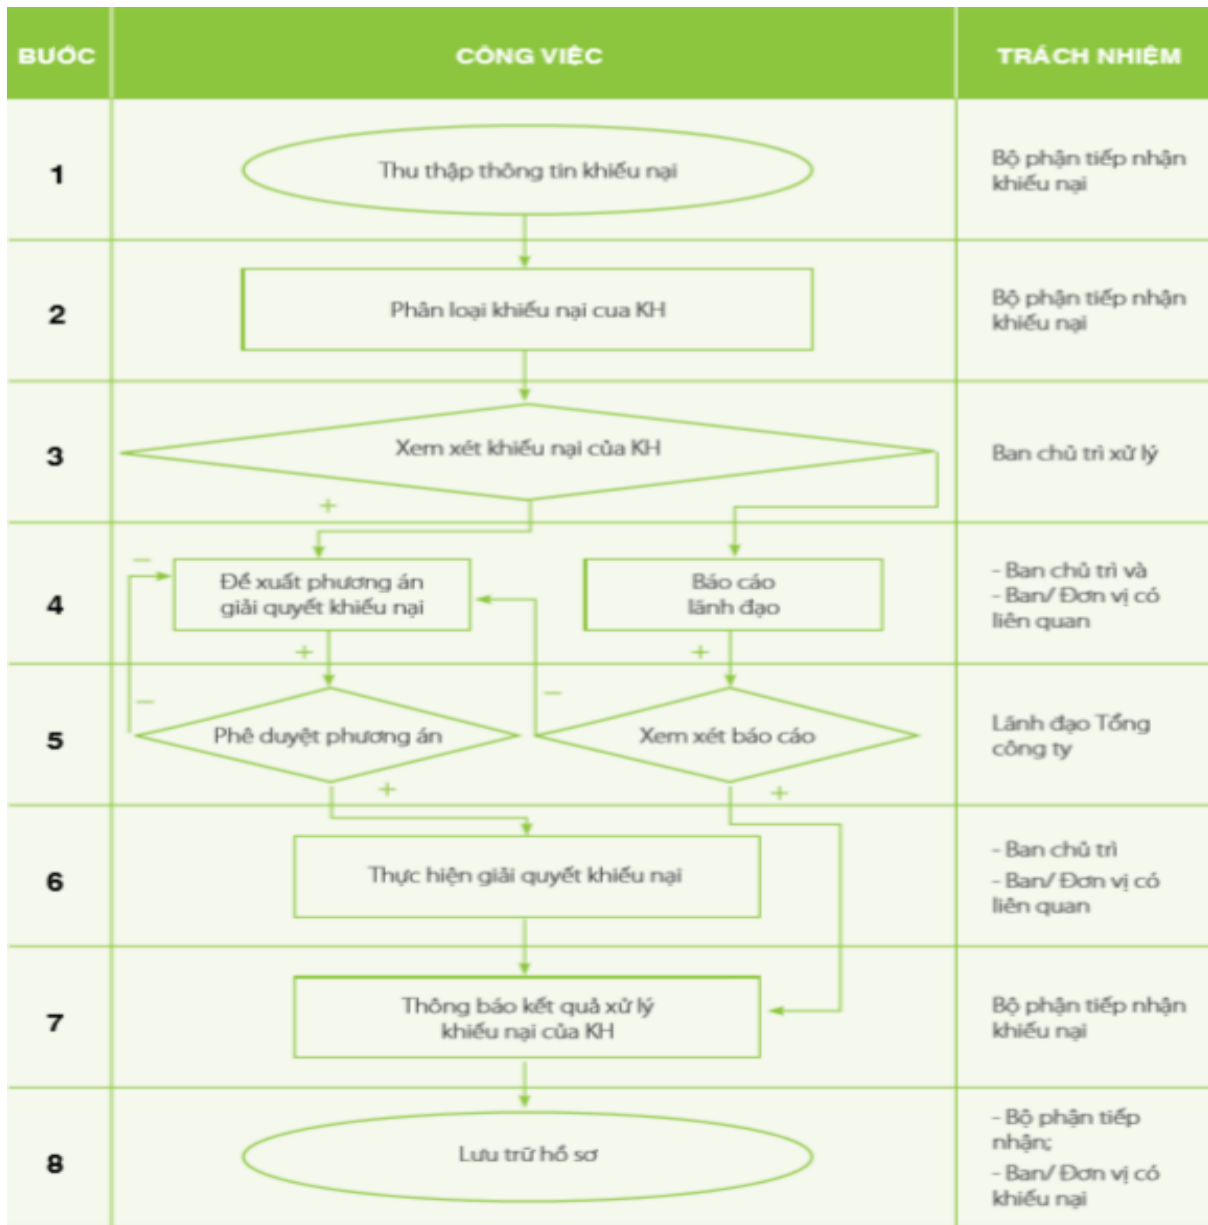 BƯỚC
CÔNG VIỆC
TRÁCH NHIỆM
1
Thu thập thông tin khiếu nại
Bộ phận tiếp nhận
khiếu nại
2
Phân loại khiếu nại cua KH
Bộ phận tiếp nhận
khiếu nại
3
Xem xét khiếu nại của KH
Ban chủ trì xử lý
+
4
–
Đề xuất phương án
giải quyết khiếu nại
Báo cáo
lãnh đạo
- Ban chủ trì và
- Ban/ Đơn vị có
liên quan
+
+
5
–
–
Phê duyệt phương án
Xem xét báo cáo
Lãnh đạo Tổng
công ty
+
+
6
Thực hiện giải quyết khiếu nại
- Ban chủ trì
- Ban/ Đơn vị có
liên quan
7
Thông báo kết quả xử lý
khiếu nại của KH
Bộ phận tiếp nhận
khiếu nại
8
Lưu trữ hồ sơ
- Bộ phận tiếp
nhận;
- Ban/ Đơn vị có
khiếu nại